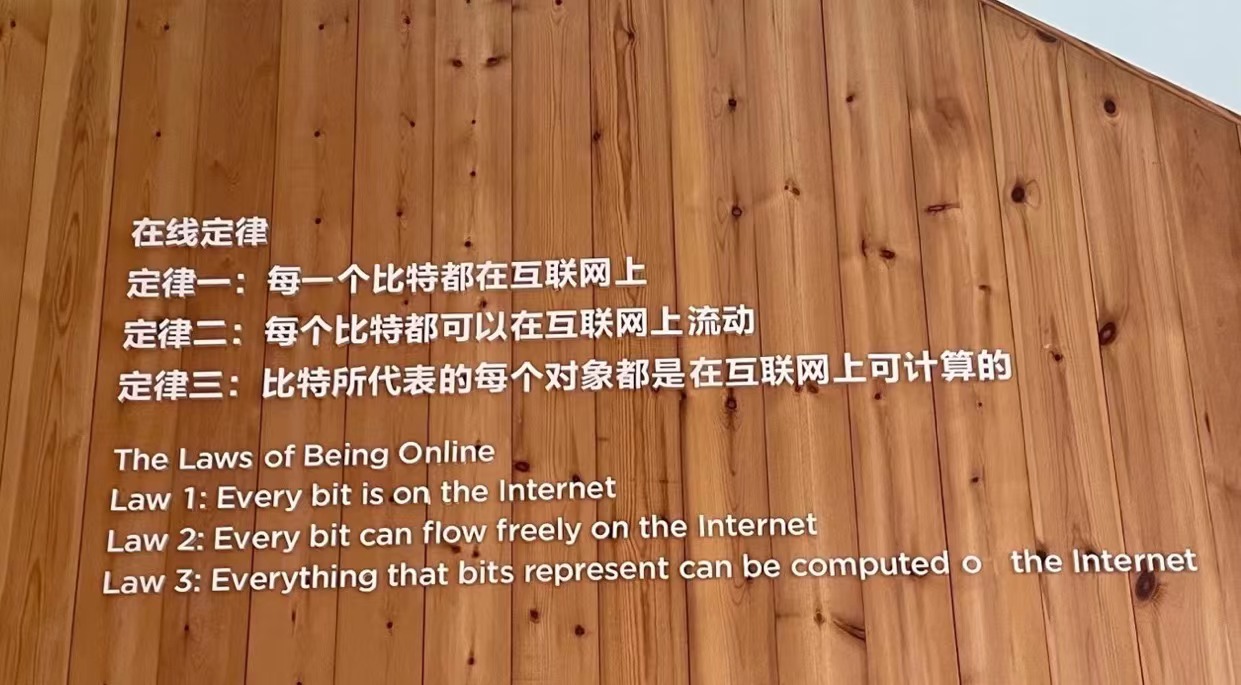 在线定律
定律一：每一个比特都在互联网上
定律二：每个比特都可以在互联网上流动
定律三：比特所代表的每个对象都是在互联网上可计算的
The Laws of Being Online
Law 1: Every bit is on the Internet
Law 2: Every bit can flow freely on the Internet
Law 3: Everything that bits represent can be computed o the Internet